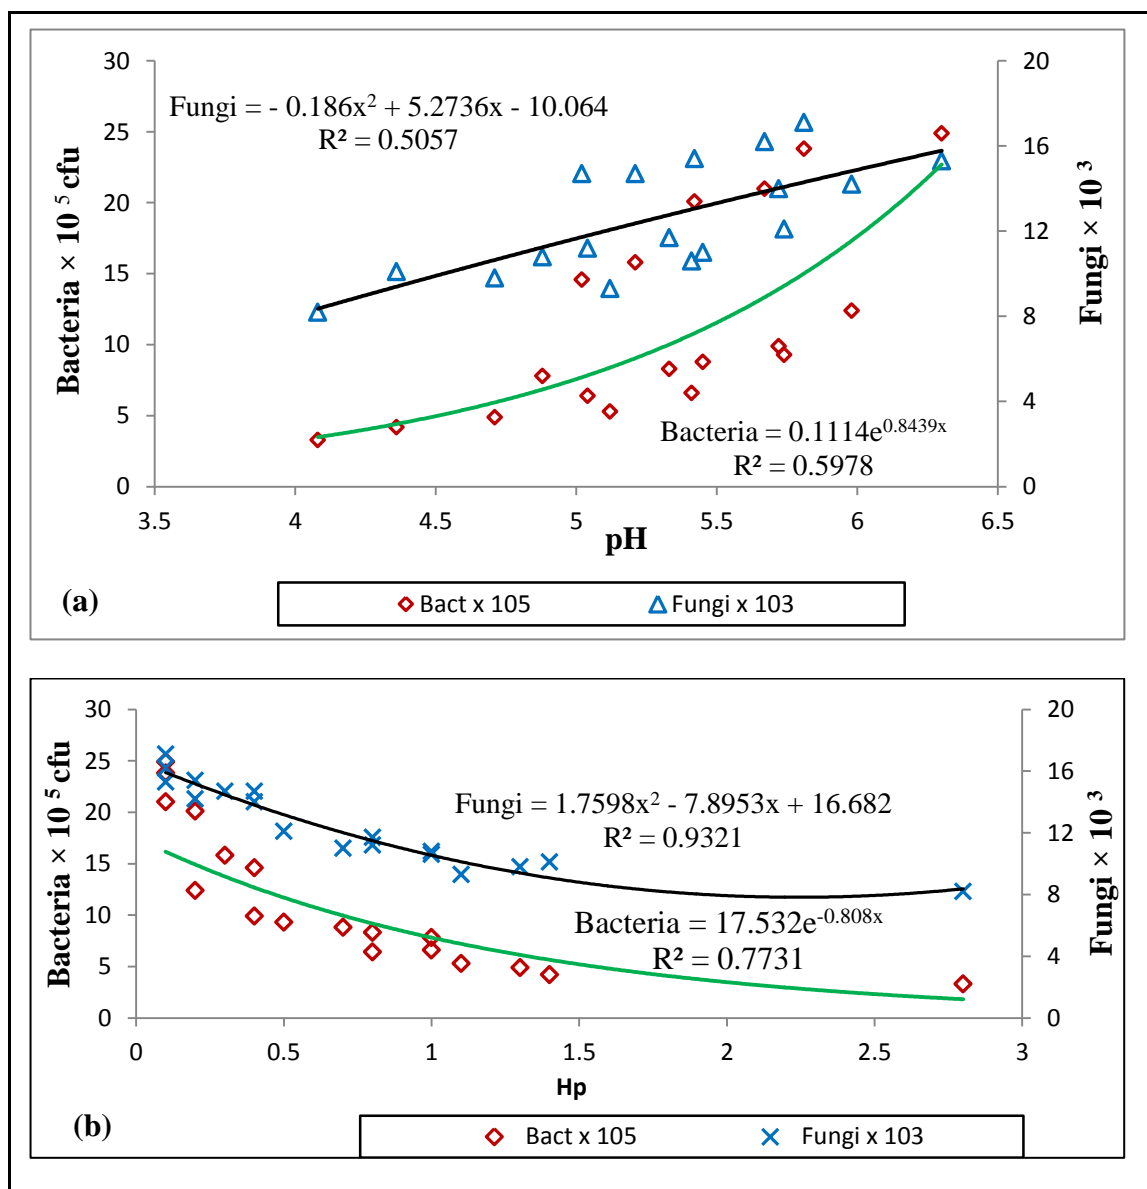 30
25
20
15
10
5
0
Bacteria × 10 ⁵ cfu
Fungi = - 0.186x² + 5.2736x - 10.064
R² = 0.5057
Bacteria = 0.1114e^0.8439x
R² = 0.5978
20
16
12
8
4
0
Fungi × 10 ³
3.5 4 4.5 5 5.5 6 6.5
pH
(a)
Bact x 105 Fungi x 103
30
25
20
15
10
5
0
Bacteria × 10 ⁵ cfu
Fungi = 1.7598x² - 7.8953x + 16.682
R² = 0.9321
Bacteria = 17.532e^-0.808x
R² = 0.7731
20
16
12
8
4
0
Fungi × 10 ³
0 0.5 1 1.5 2 2.5 3
Hp
(b)
Bact x 105 Fungi x 103